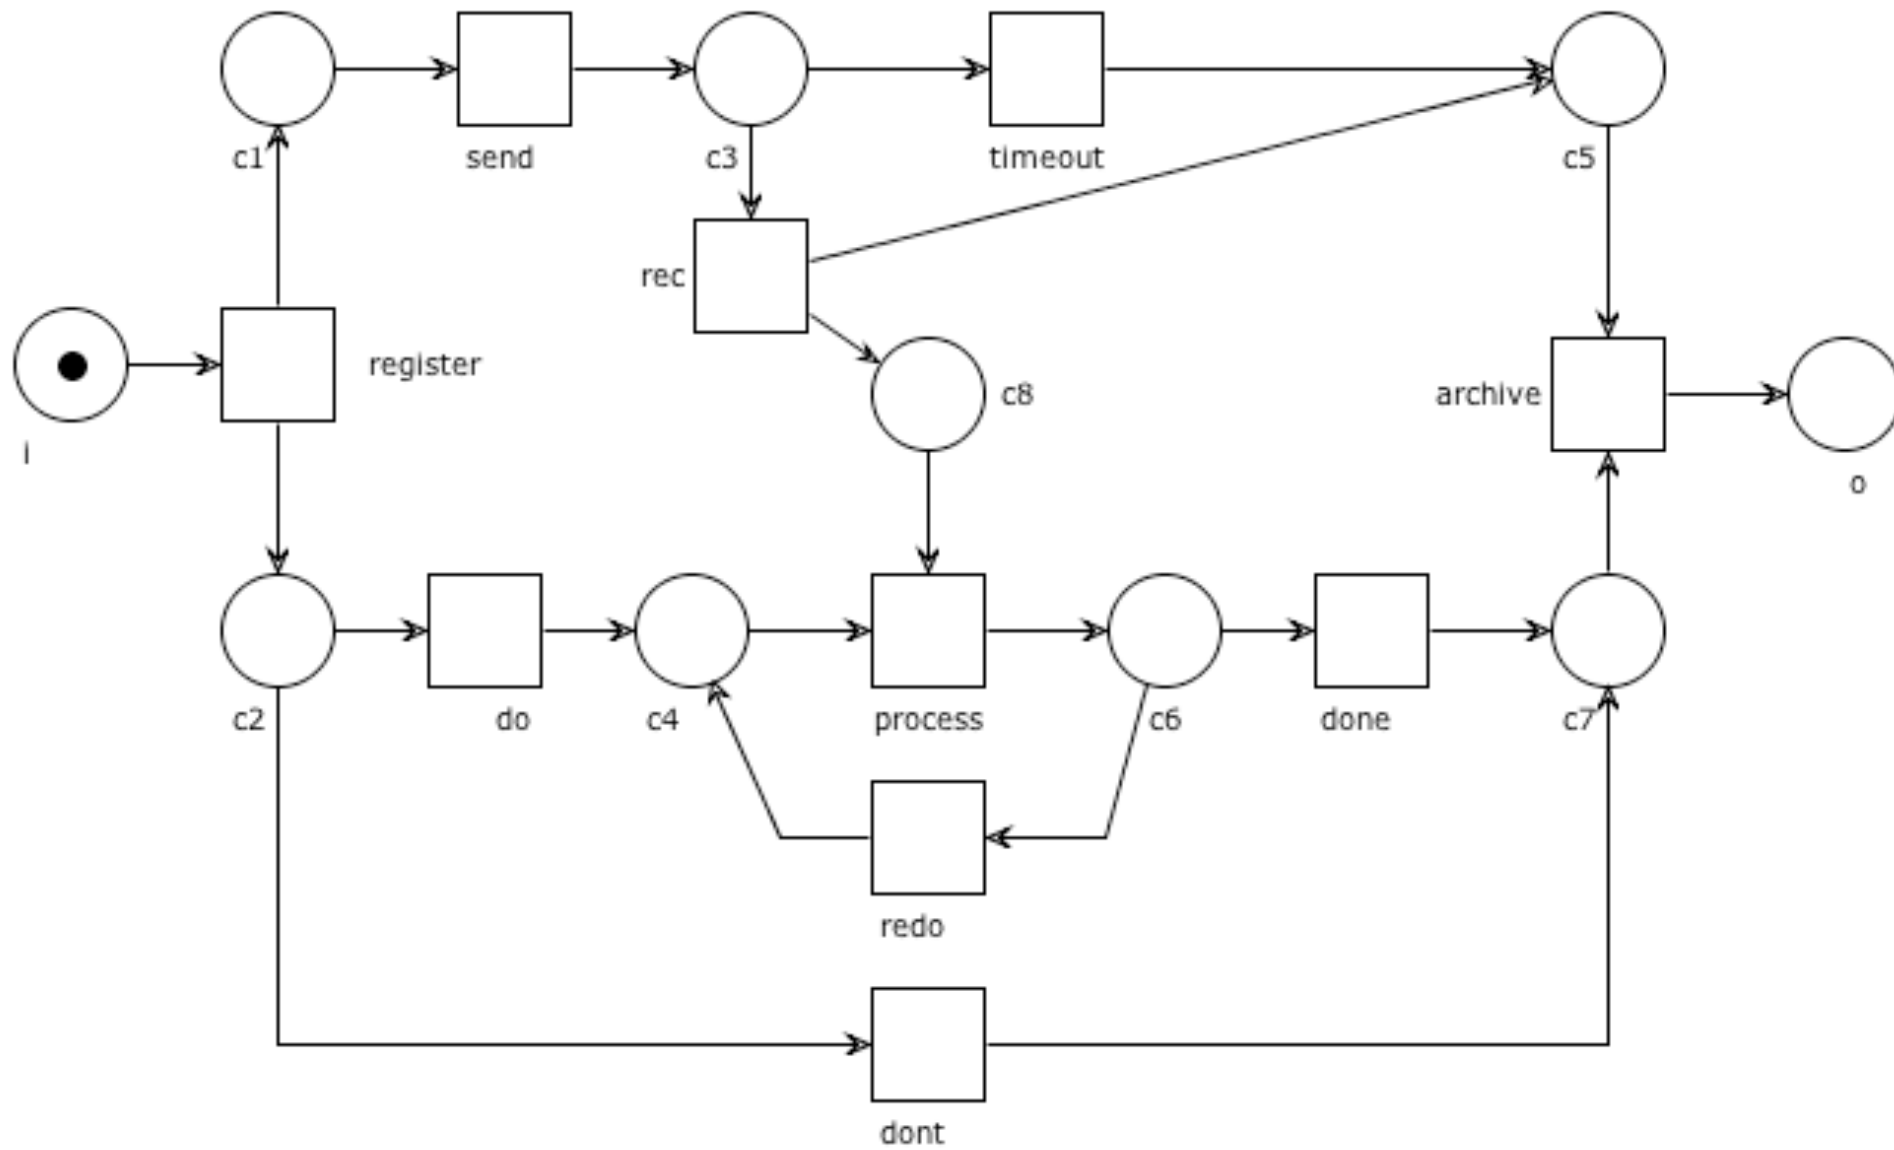 c1
send
c3
timeout
c5
rec
register
c8
archive
i
o
c2
do
c4
process
c6
done
c7
redo
dont